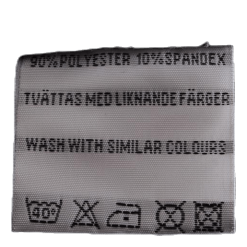 90% POLYESTER 10% SPANDEX
TVÄTTAS MED LIKNANDE FÄRGER
WASH WITH SIMILAR COLOURS
40°